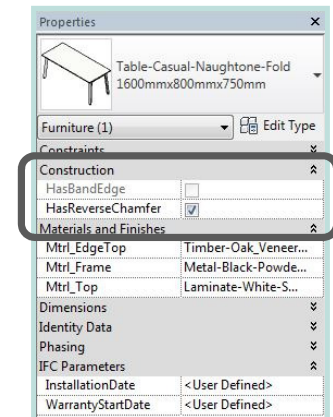 Properties
Table-Casual-Naughtone-Fold
1600mmx800mmx750mm
Furniture (1)
Edit Type
Constraints
Construction
HasBandEdge
HasReverseChamfer
Materials and Finishes
Mtrl_EdgeTop Timber-Oak_Veneer...
Mtrl_Frame Metal-Black-Powde...
Mtrl_Top Laminate-White-S...
Dimensions
Identity Data
Phasing
IFC Parameters
InstallationDate <User Defined>
WarrantyStartDate <User Defined>